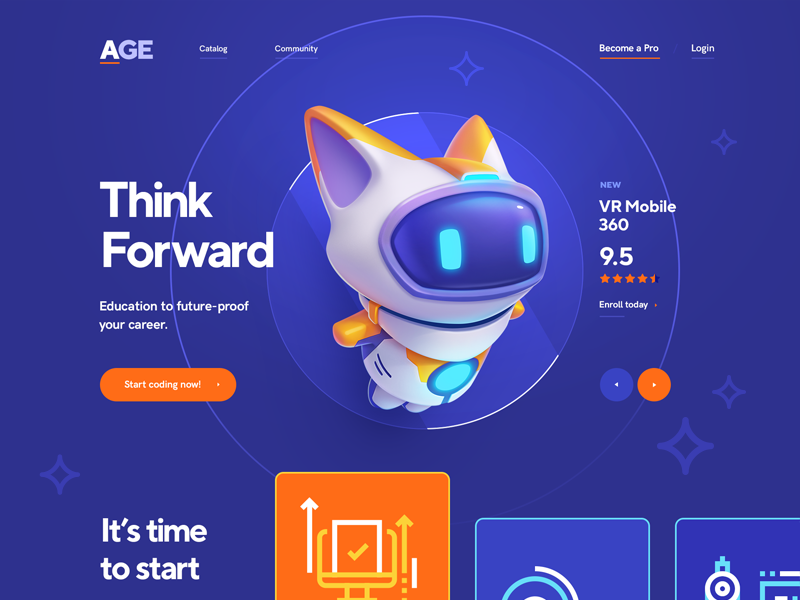 AGE
Catalog
Community
Become a Pro
Login
Think
Forward
Education to future-proof
your career.
Start coding now!
NEW
VR Mobile
360
9.5
Enroll today
It's time
to start